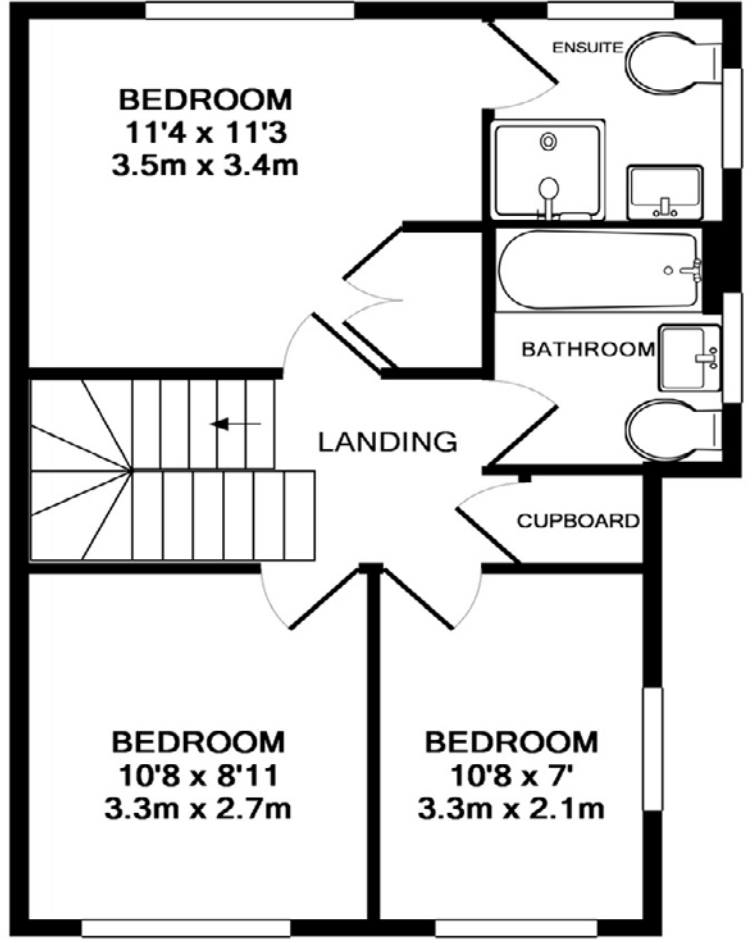 ENSUITE
BEDROOM
11'4 x 11'3
3.5m x 3.4m
BATHROOM
LANDING
CUPBOARD
BEDROOM
10'8 x 8'11
3.3m x 2.7m
BEDROOM
10'8 x 7'
3.3m x 2.1m